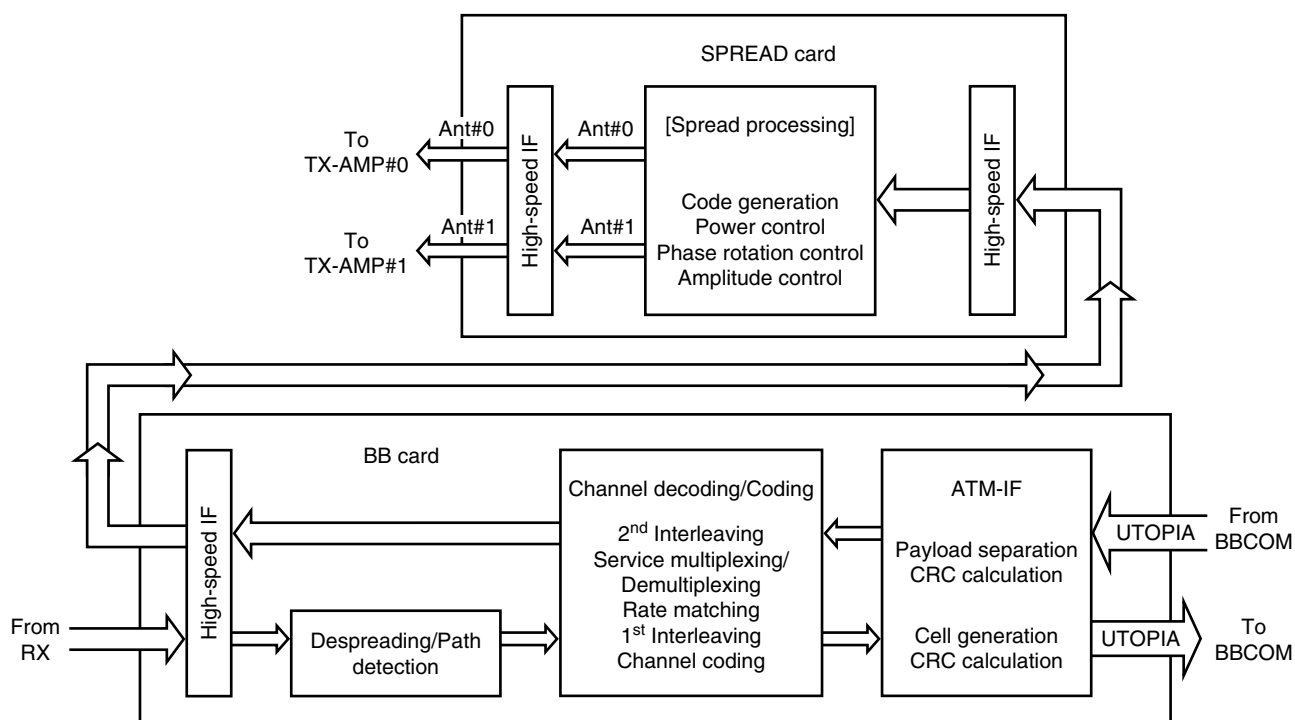 SPREAD card
To
TX-AMP#0
Ant#0
High-speed IF
Ant#0
[Spread processing]
Code generation
Power control
Phase rotation control
Amplitude control
High-speed IF
To
TX-AMP#1
Ant#1
Ant#1
BB card
High-speed IF
Channel decoding/Coding
2nd Interleaving
Service multiplexing/
Demultiplexing
Rate matching
1st Interleaving
Channel coding
ATM-IF
Payload separation
CRC calculation
Cell generation
CRC calculation
UTOPIA
From
BBCOM
From
RX
Despreading/Path
detection
UTOPIA
To
BBCOM